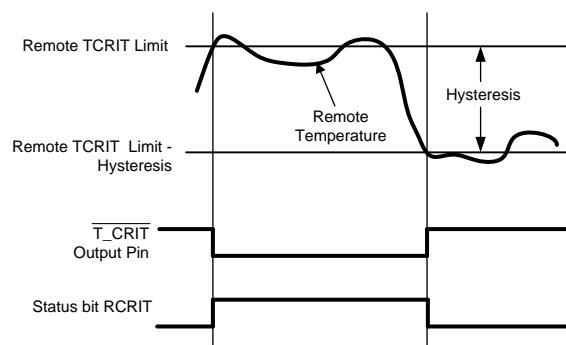 Remote TCRIT Limit
Remote
Temperature
Hysteresis
Remote TCRIT Limit -
Hysteresis
T_CRIT
Output Pin
Status bit RCRIT